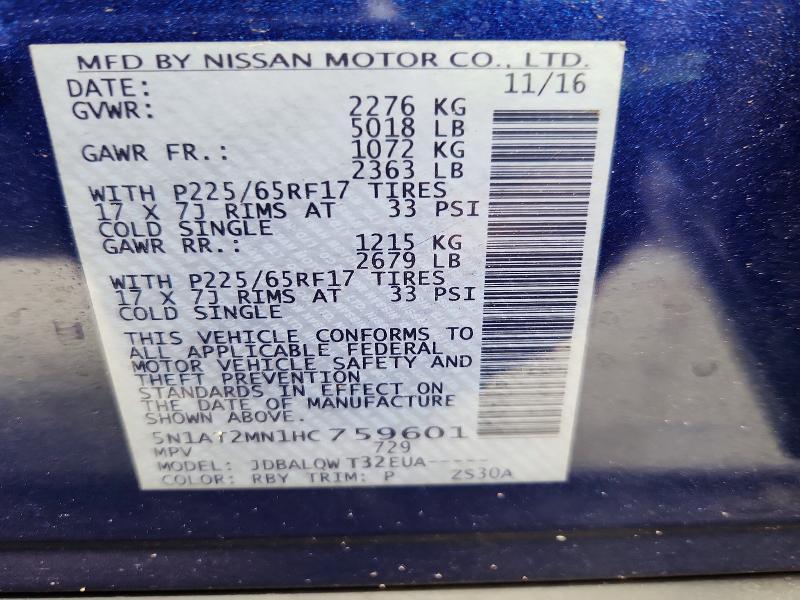 MFD BY NISSAN MOTOR CO., LTD.
DATE: 11/16
GVWR: 2276 KG
5018 LB
GAWR FR.: 1072 KG
2363 LB
WITH P225/65RF17 TIRES
17 X 7J RIMS AT 33 PSI
COLD SINGLE
GAWR RR.: 1215 KG
2679 LB
WITH P225/65RF17 TIRES
17 X 7J RIMS AT 33 PSI
COLD SINGLE
THIS VEHICLE CONFORMS TO
ALL APPLICABLE FEDERAL
MOTOR VEHICLE SAFETY AND
THEFT PREVENTION
STANDARDS IN EFFECT ON
THE DATE OF MANUFACTURE
SHOWN ABOVE.
5N1AT2MN1HC759601
MPV 729
MODEL: JDBALQW T32EUA-----
COLOR: RBY TRIM: P ZS30A